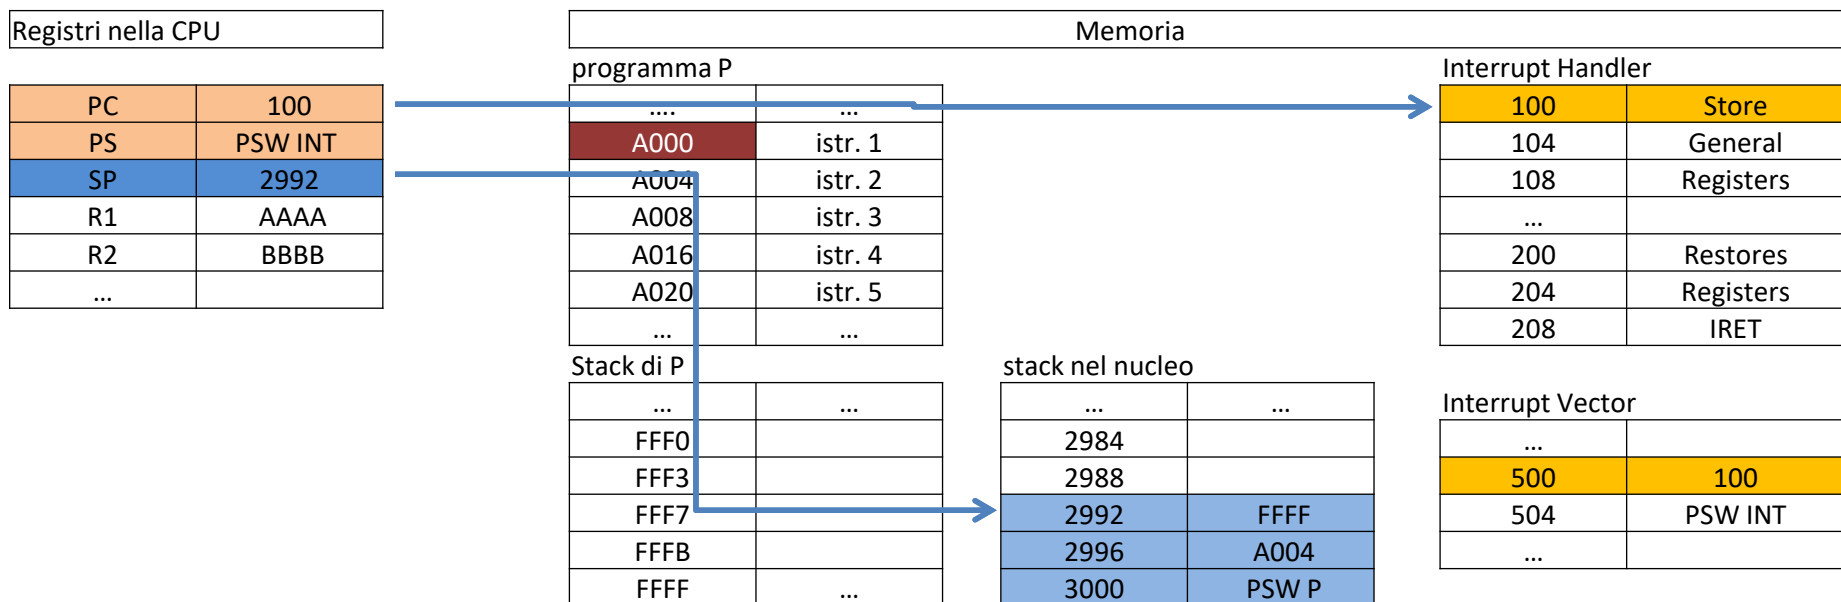 Registri nella CPU
Memoria
programma P
Interrupt Handler
PC 100
PS PSW INT
SP 2992
R1 AAAA
R2 BBBB
...
.... ...
A000 istr. 1
A004 istr. 2
A008 istr. 3
A016 istr. 4
A020 istr. 5
... ...
100 Store
104 General
108 Registers
...
200 Restores
204 Registers
208 IRET
Stack di P
... ...
FFF0
FFF3
FFF7
FFFB
FFFF ...
stack nel nucleo
... ...
2984
2988
2992 FFFF
2996 A004
3000 PSW P
Interrupt Vector
...
500 100
504 PSW INT
...